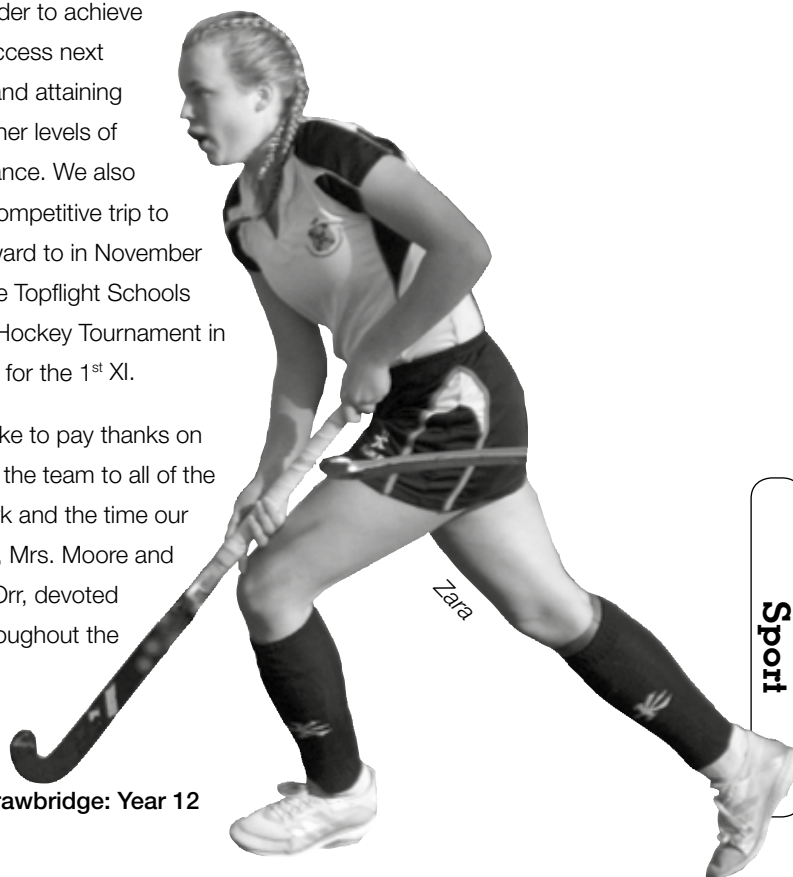 der to achieve
ccess next
and attaining
her levels of
ance. We also
ompetitive trip to
ward to in November
e Topflight Schools
Hockey Tournament in
for the 1st XI.
ke to pay thanks on
the team to all of the
k and the time our
, Mrs. Moore and
Orr, devoted
oughout the
rawbridge: Year 12
Zara
Sport